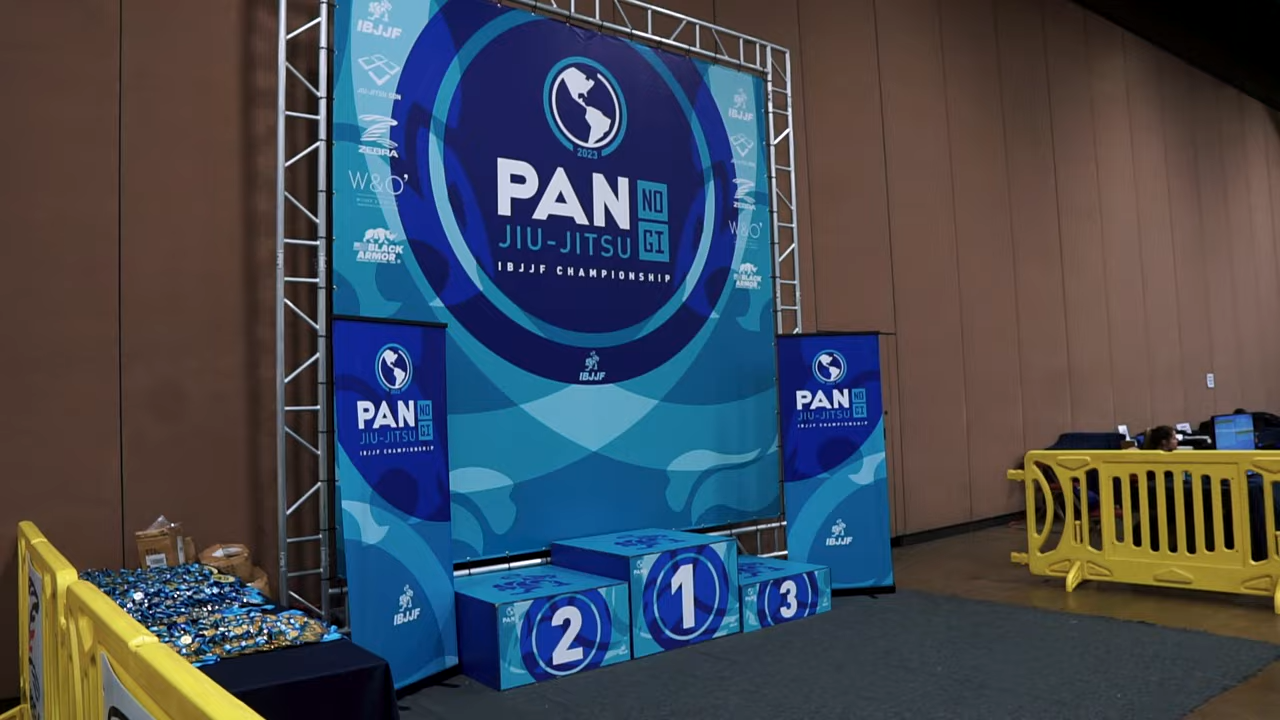 IBJJF
JIU-JITSU.COM
ZEBRA
W&O'
BLACK
ARMOR
2023
PAN NO
JIU-JITSU GI
IBJJF CHAMPIONSHIP
IBJJF
IBJJF
ZEBRA
W&O'
BLACK
ARMOR
PAN NO
JIU-JITSU GI
IBJJF CHAMPIONSHIP
IBJJF
PAN NO
JIU-JITSU GI
IBJJF CHAMPIONSHIP
IBJJF
PAN
2
1
3